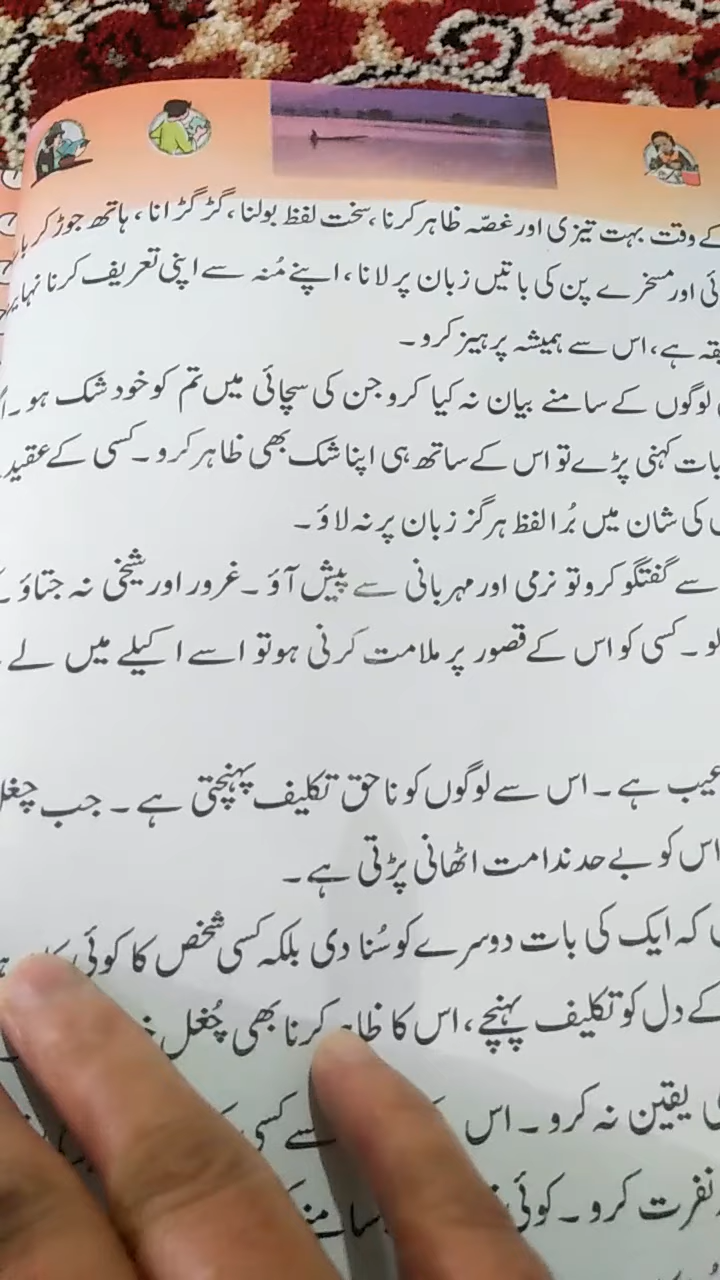 کے وقت بہت تیزی اور غصّہ ظاہر کرنا، سخت لفظ بولنا، گڑگڑانا، ہاتھ جوڑ کر
اور مسخرے پن کی باتیں زبان پر لانا، اپنے مُنہ سے اپنی تعریف کرنا
ہے، اس سے ہمیشہ پرہیز کرو۔
لوگوں کے سامنے بیان نہ کیا کرو جن کی سچائی میں تم کو خود شک ہو۔
بات کہنی پڑے تو اس کے ساتھ ہی اپنا شک بھی ظاہر کرو۔ کسی کے
کی شان میں بُرا لفظ ہرگز زبان پر نہ لاؤ۔
سے گفتگو کرو تو نرمی اور مہربانی سے پیش آؤ۔ غرور اور شیخی نہ جتاؤ
لو۔ کسی کو اس کے قصور پر ملامت کرنی ہو تو اسے اکیلے میں لے
عیب ہے۔ اس سے لوگوں کو ناحق تکلیف پہنچتی ہے۔ جب
اس کو بے حد ندامت اٹھانی پڑتی ہے۔
کہ ایک کی بات دوسرے کو سُنا دی بلکہ کسی شخص کا کوئی
کے دل کو تکلیف پہنچے، اس کا ظاہر کرنا بھی چُغل
یقین نہ کرو۔ اس سے کسی
نفرت کرو۔ کوئی